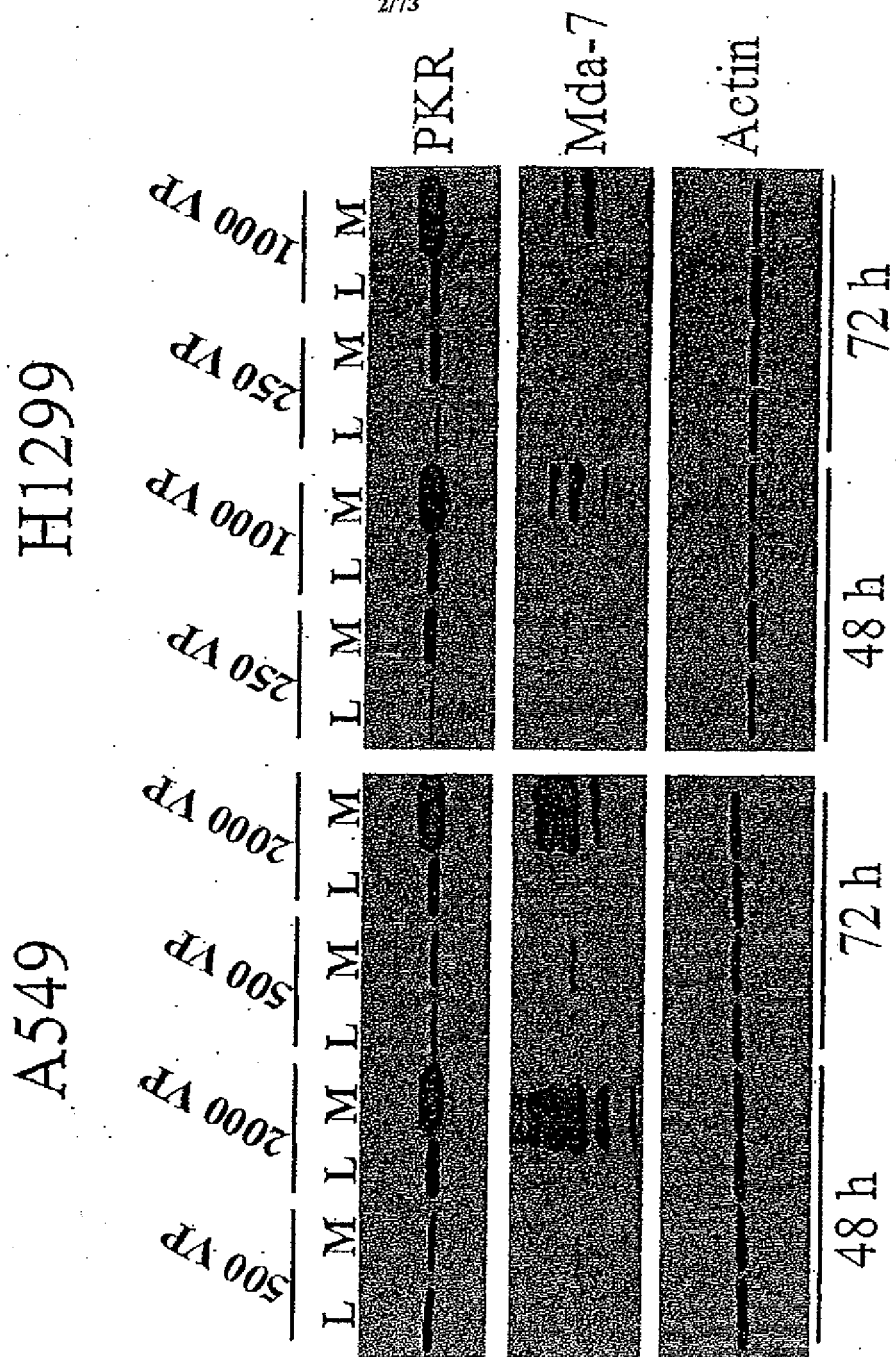 2/73
A549 H1299
500 VP 2000 VP 500 VP 2000 VP 250 VP 1000 VP 250 VP 1000 VP
L M L M L M L M L M L M L M L M
PKR
Mda-7
Actin
48 h 72 h 48 h 72 h